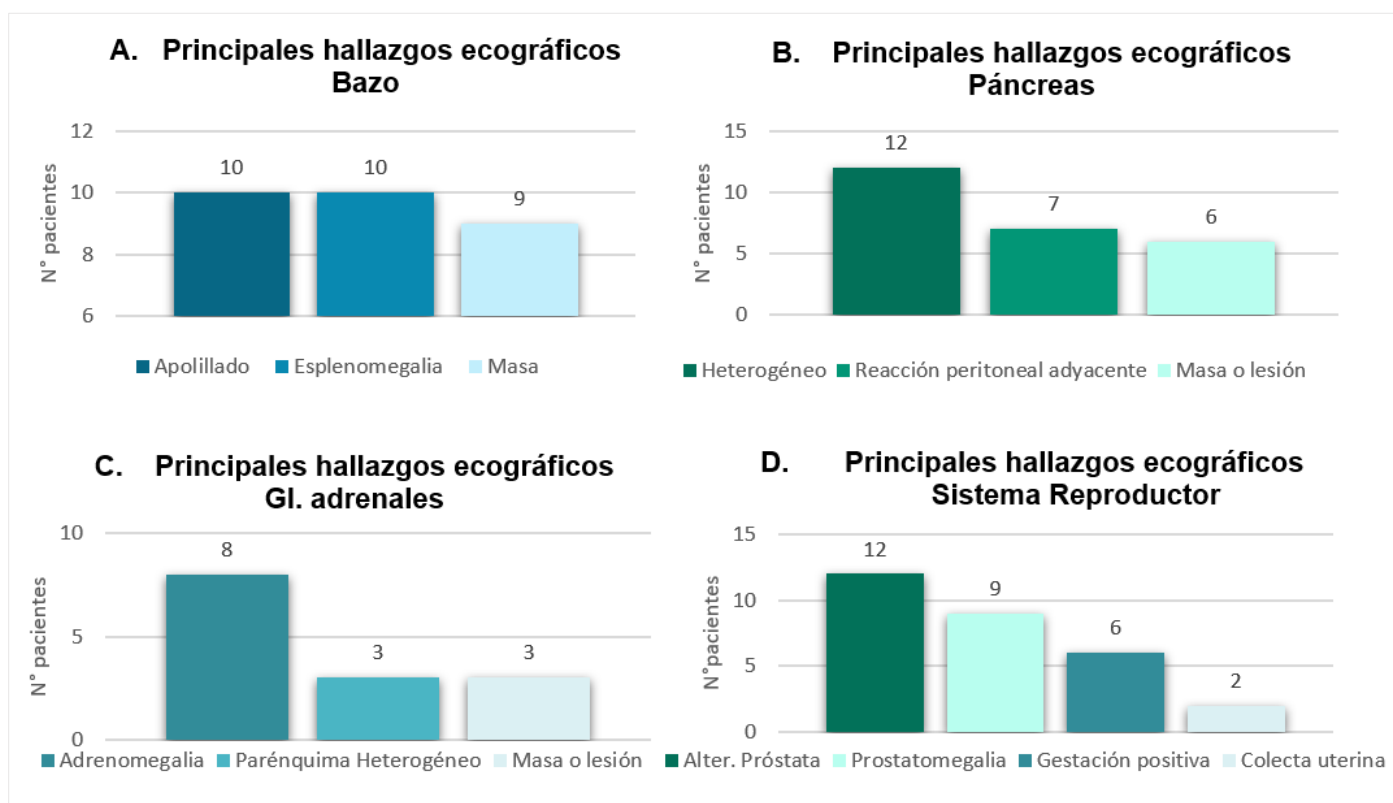 A. Principales hallazgos ecográficos
Bazo
N° pacientes
12
10
8
6
10
10
9
Apolillado Esplenomegalia Masa
B. Principales hallazgos ecográficos
Páncreas
15
10
5
0
12
7
6
Heterogéneo Reacción peritoneal adyacente Masa o lesión
C. Principales hallazgos ecográficos
Gl. adrenales
N° pacientes
10
5
0
8
3
3
Adrenomegalia Parénquima Heterogéneo Masa o lesión
D. Principales hallazgos ecográficos
Sistema Reproductor
N°pacientes
15
10
5
0
12
9
6
2
Alter. Próstata Prostatomegalia Gestación positiva Colecta uterina
N° pacientes